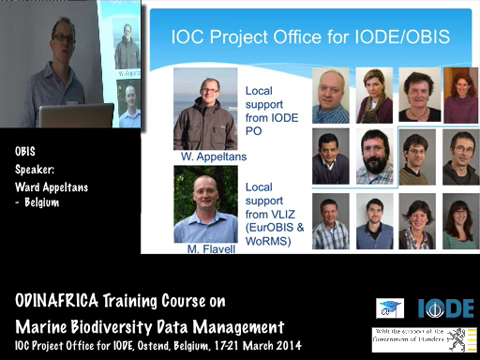 IOC Project Office for IODE/OBIS
Local
support
from IODE
PO
W. Appeltans
Local
support
from VLIZ
(EurOBIS &
WoRMS)
M. Flavell
OBIS
Speaker:
Ward Appeltans
- Belgium
ODINAFRICA Training Course on
Marine Biodiversity Data Management
IOC Project Office for IODE, Ostend, Belgium, 17-21 March 2014
IODE
With the support of the
Government of Flanders